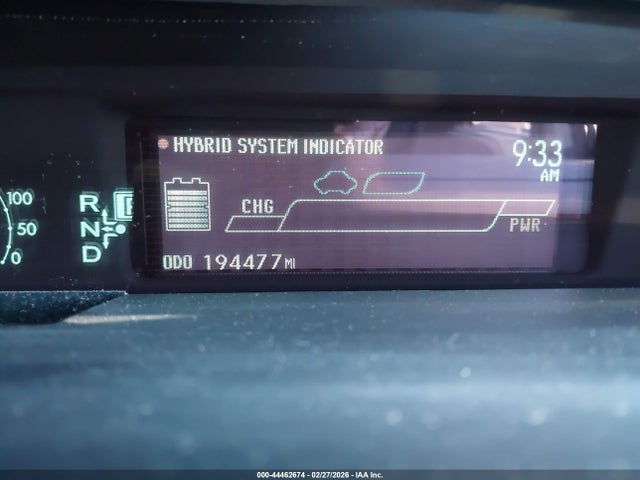 HYBRID SYSTEM INDICATOR
9:33
AM
100
50
0
R
N
D
CHG
PWR
ODO 194477 MI
000-44462674 - 02/27/2026 - IAA Inc.